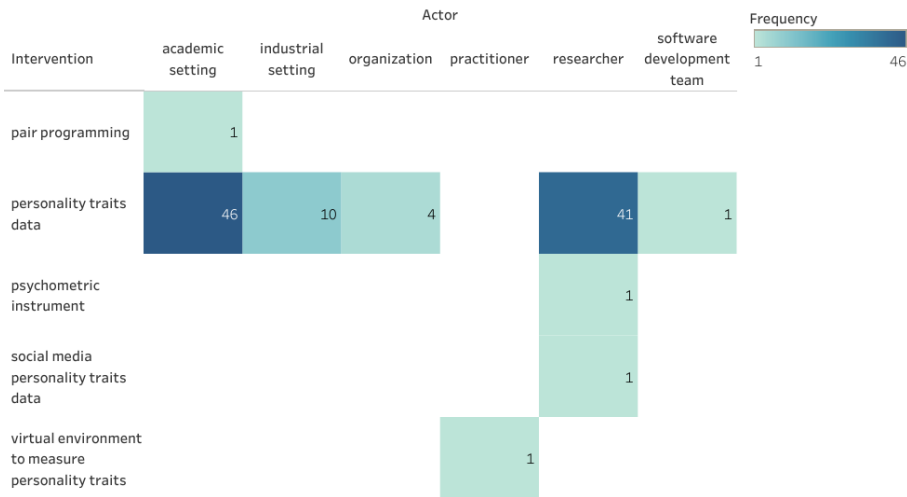 Actor
Frequency
1 46
Intervention
academic
setting
industrial
setting
organization
practitioner
researcher
software
development
team
pair programming
1
personality traits
data
46
10
4
41
1
psychometric
instrument
1
social media
personality traits
data
1
virtual environment
to measure
personality traits
1